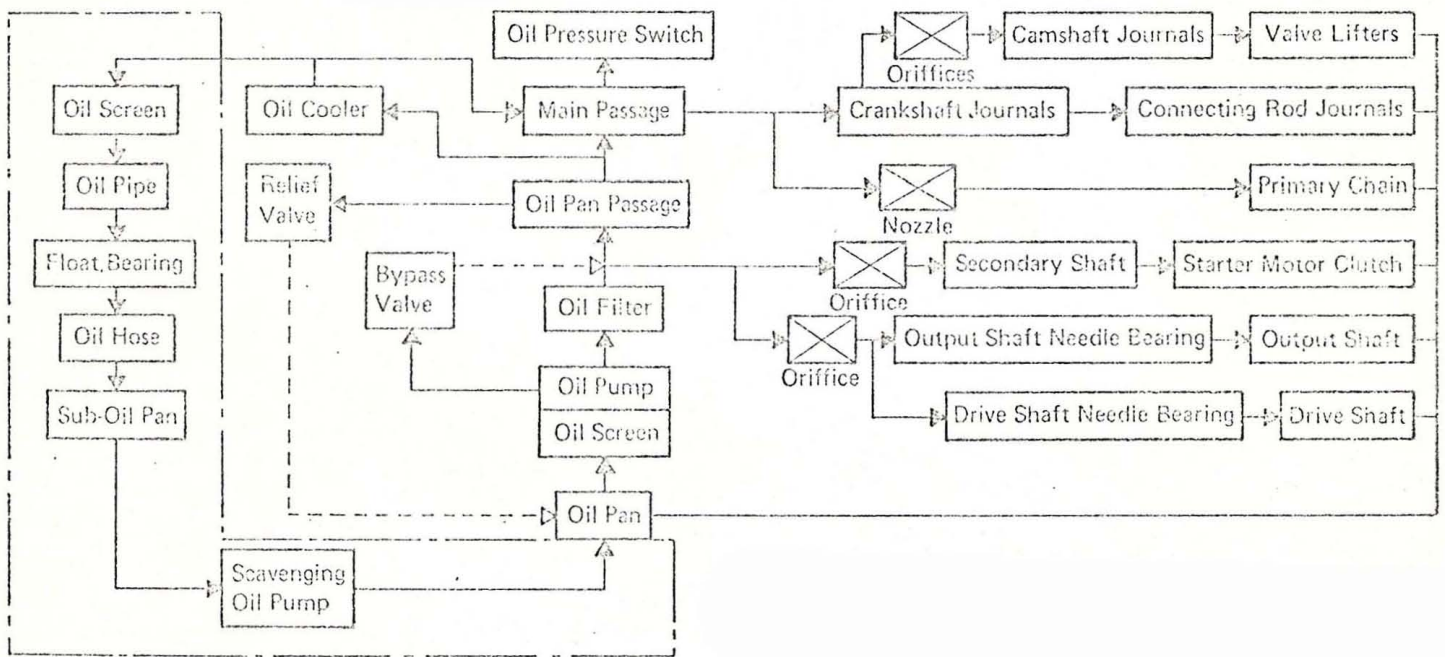 Oil Pressure Switch
Camshaft Journals
Valve Lifters
Oriffices
Oil Screen
Oil Cooler
Main Passage
Crankshaft Journals
Connecting Rod Journals
Oil Pipe
Relief
Valve
Oil Pan Passage
Nozzle
Primary Chain
Float, Bearing
Bypass
Valve
Secondary Shaft
Starter Motor Clutch
Oriffice
Oil Filter
Oil Hose
Output Shaft Needle Bearing
Output Shaft
Oriffice
Oil Pump
Oil Screen
Sub-Oil Pan
Drive Shaft Needle Bearing
Drive Shaft
Oil Pan
Scavenging
Oil Pump